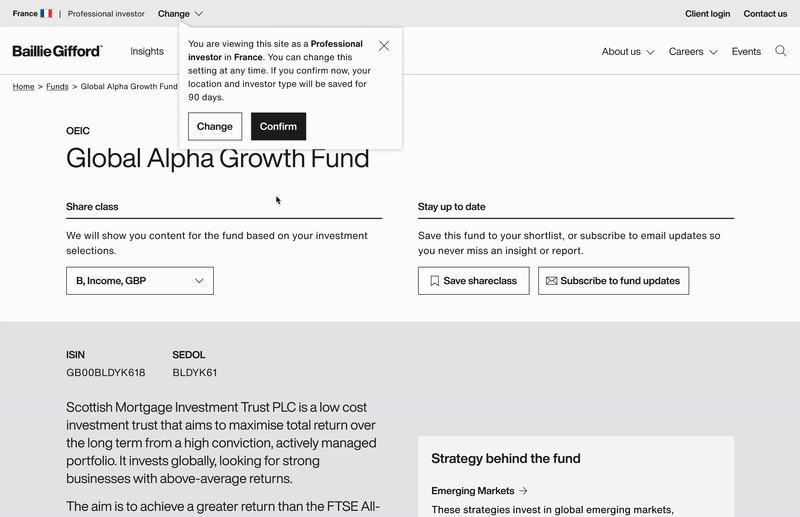 France | Professional investor Change
Client login Contact us
Baillie Gifford™
Insights
About us Careers Events
You are viewing this site as a Professional
investor in France. You can change this
setting at any time. If you confirm now, your
location and investor type will be saved for
90 days.
Change Confirm
Home > Funds > Global Alpha Growth Fund
OEIC
Global Alpha Growth Fund
Share class
We will show you content for the fund based on your investment
selections.
B, Income, GBP
Stay up to date
Save this fund to your shortlist, or subscribe to email updates so
you never miss an insight or report.
Save shareclass Subscribe to fund updates
ISIN SEDOL
GB00BLDYK618 BLDYK61
Scottish Mortgage Investment Trust PLC is a low cost
investment trust that aims to maximise total return over
the long term from a high conviction, actively managed
portfolio. It invests globally, looking for strong
businesses with above-average returns.
The aim is to achieve a greater return than the FTSE All-
Strategy behind the fund
Emerging Markets →
These strategies invest in global emerging markets,